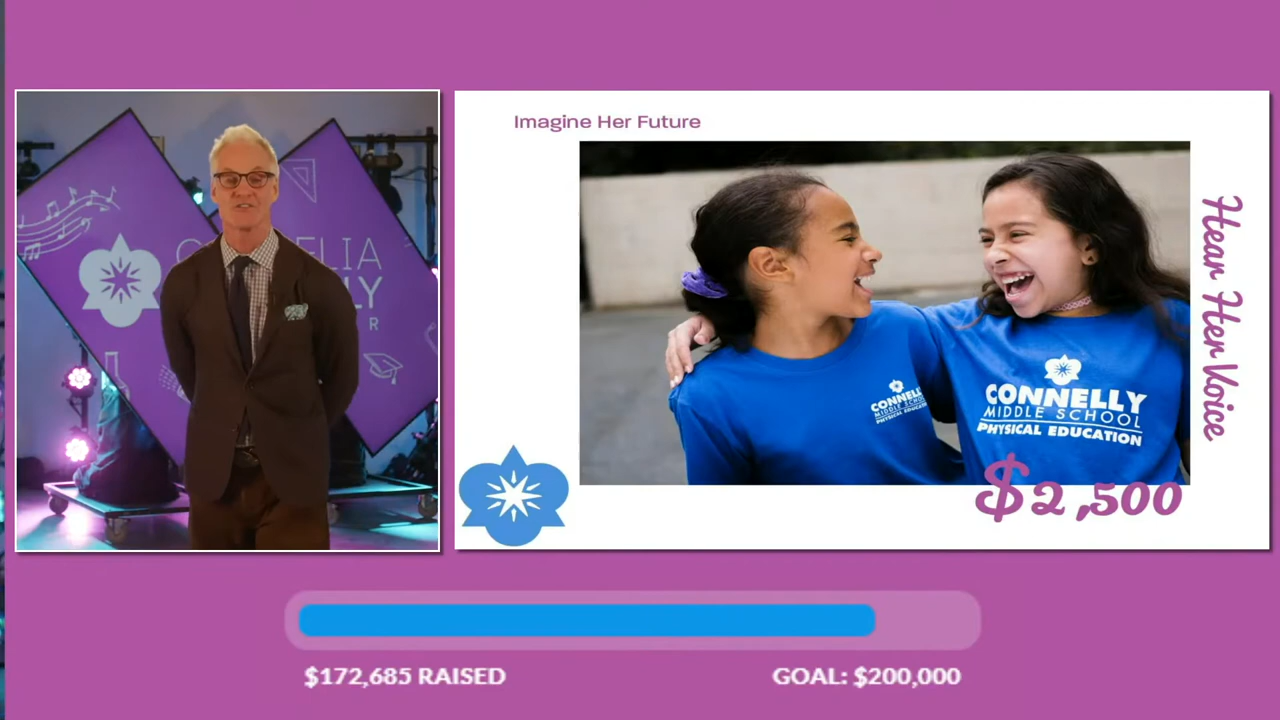 Imagine Her Future
Hear Her Voice
CONNELLY
MIDDLE SCHOOL
PHYSICAL EDUCATION
CONNELLY
MIDDLE SCHOOL
PHYSICAL EDUCATION
$2,500
$172,685 RAISED
GOAL: $200,000